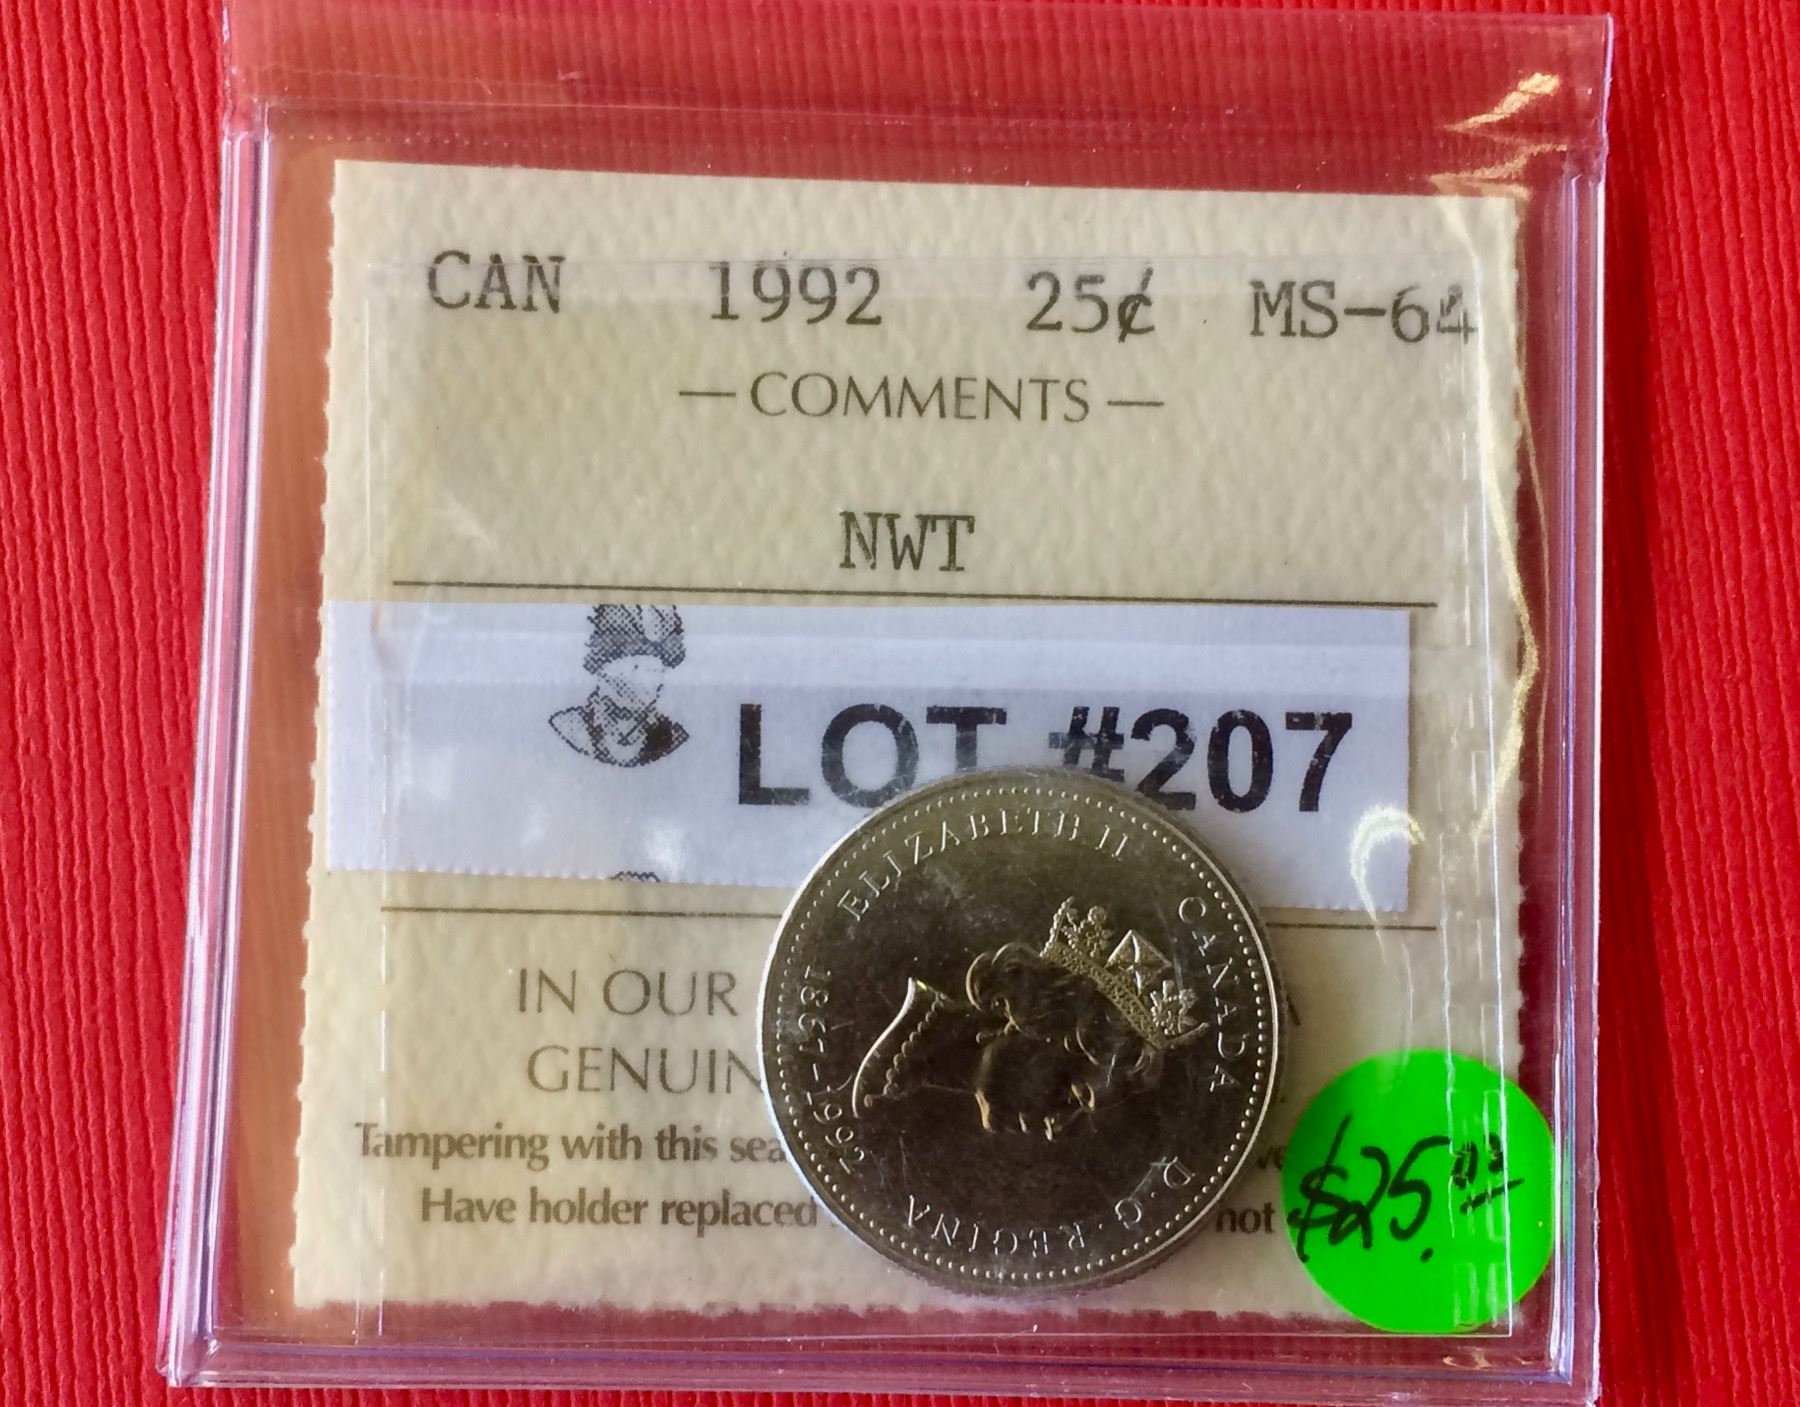 CAN 1992 25¢ MS-64
— COMMENTS —
NWT
LOT #207
ELIZABETH II CANADA D·G·REGINA
1867-1992
IN OUR
GENUIN
Tampering with this sea
Have holder replaced not
$25.